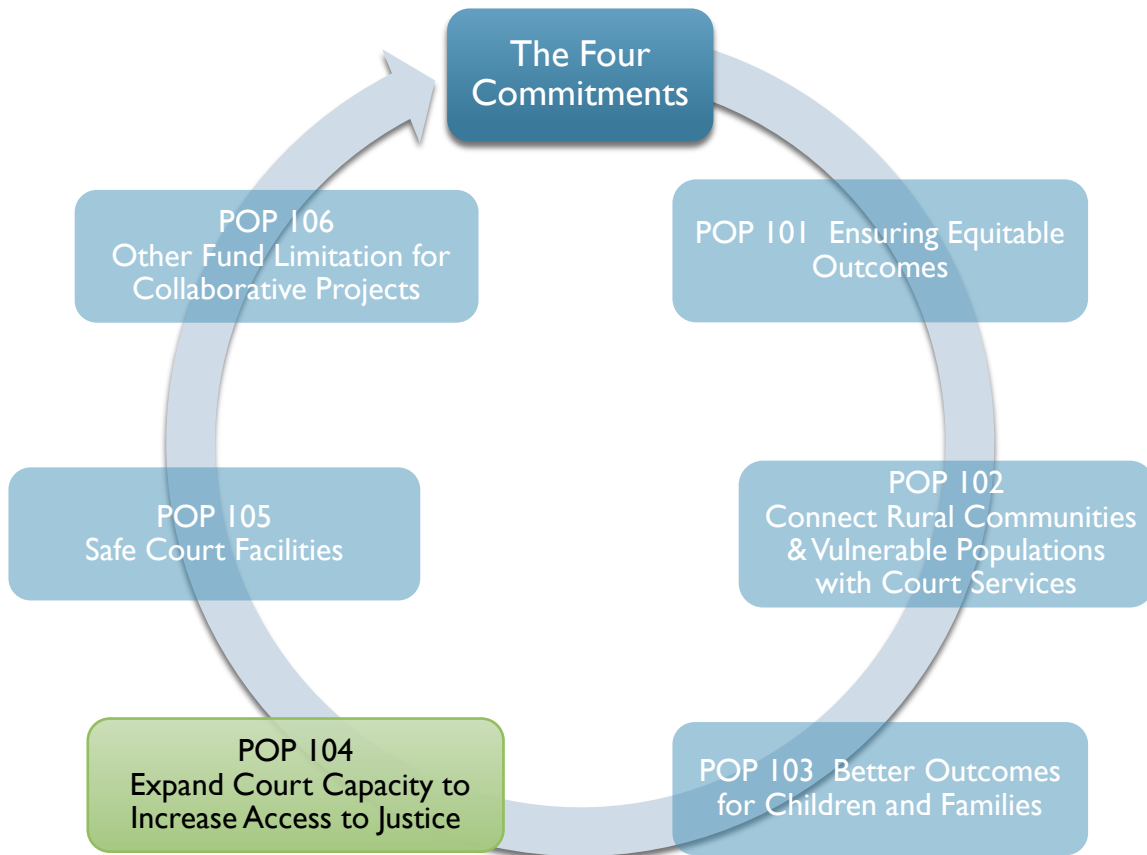 The Four
Commitments
POP 101 Ensuring Equitable
Outcomes
POP 102
Connect Rural Communities
& Vulnerable Populations
with Court Services
POP 103 Better Outcomes
for Children and Families
POP 104
Expand Court Capacity to
Increase Access to Justice
POP 105
Safe Court Facilities
POP 106
Other Fund Limitation for
Collaborative Projects